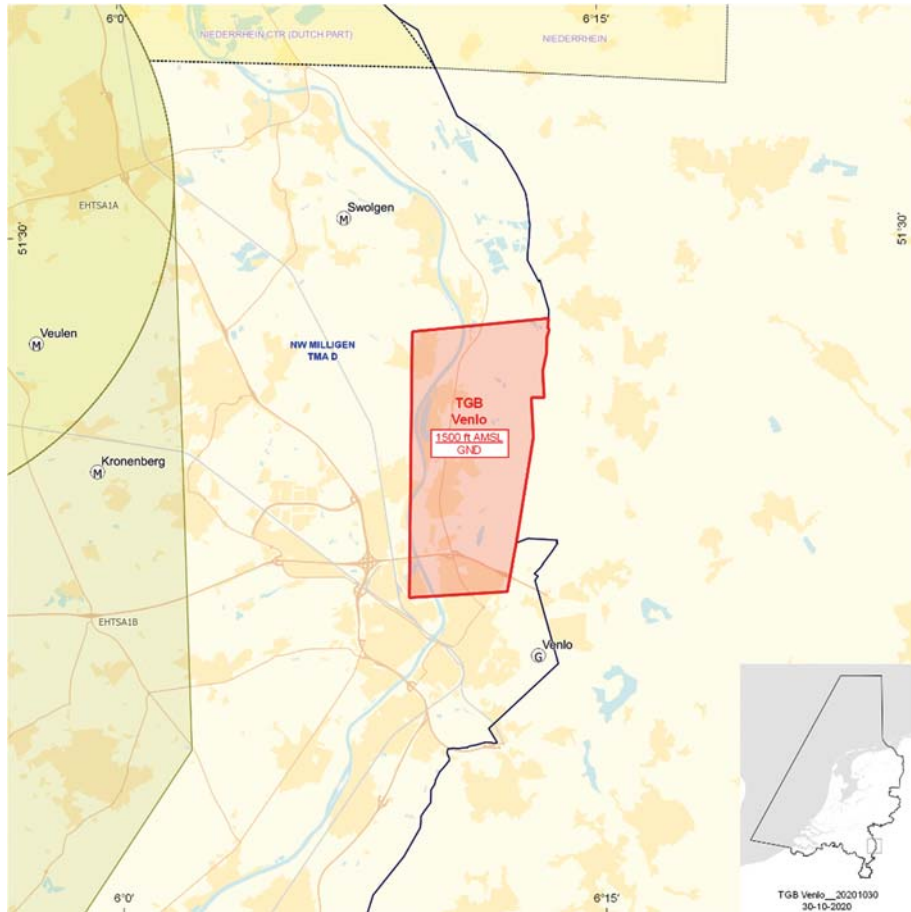 6°0'
6°15'
NIEDERRHEIN CTR (DUTCH PART)
NIEDERRHEIN
EHTSA1A
Swolgen
M
51°30'
51°30'
Veulen
M
NW MILLIGEN
TMA D
TGB
Venlo
1500 ft AMSL
GND
Kronenberg
M
EHTSA1B
Venlo
G
6°0'
6°15'
TGB Venlo__20201030
30-10-2020